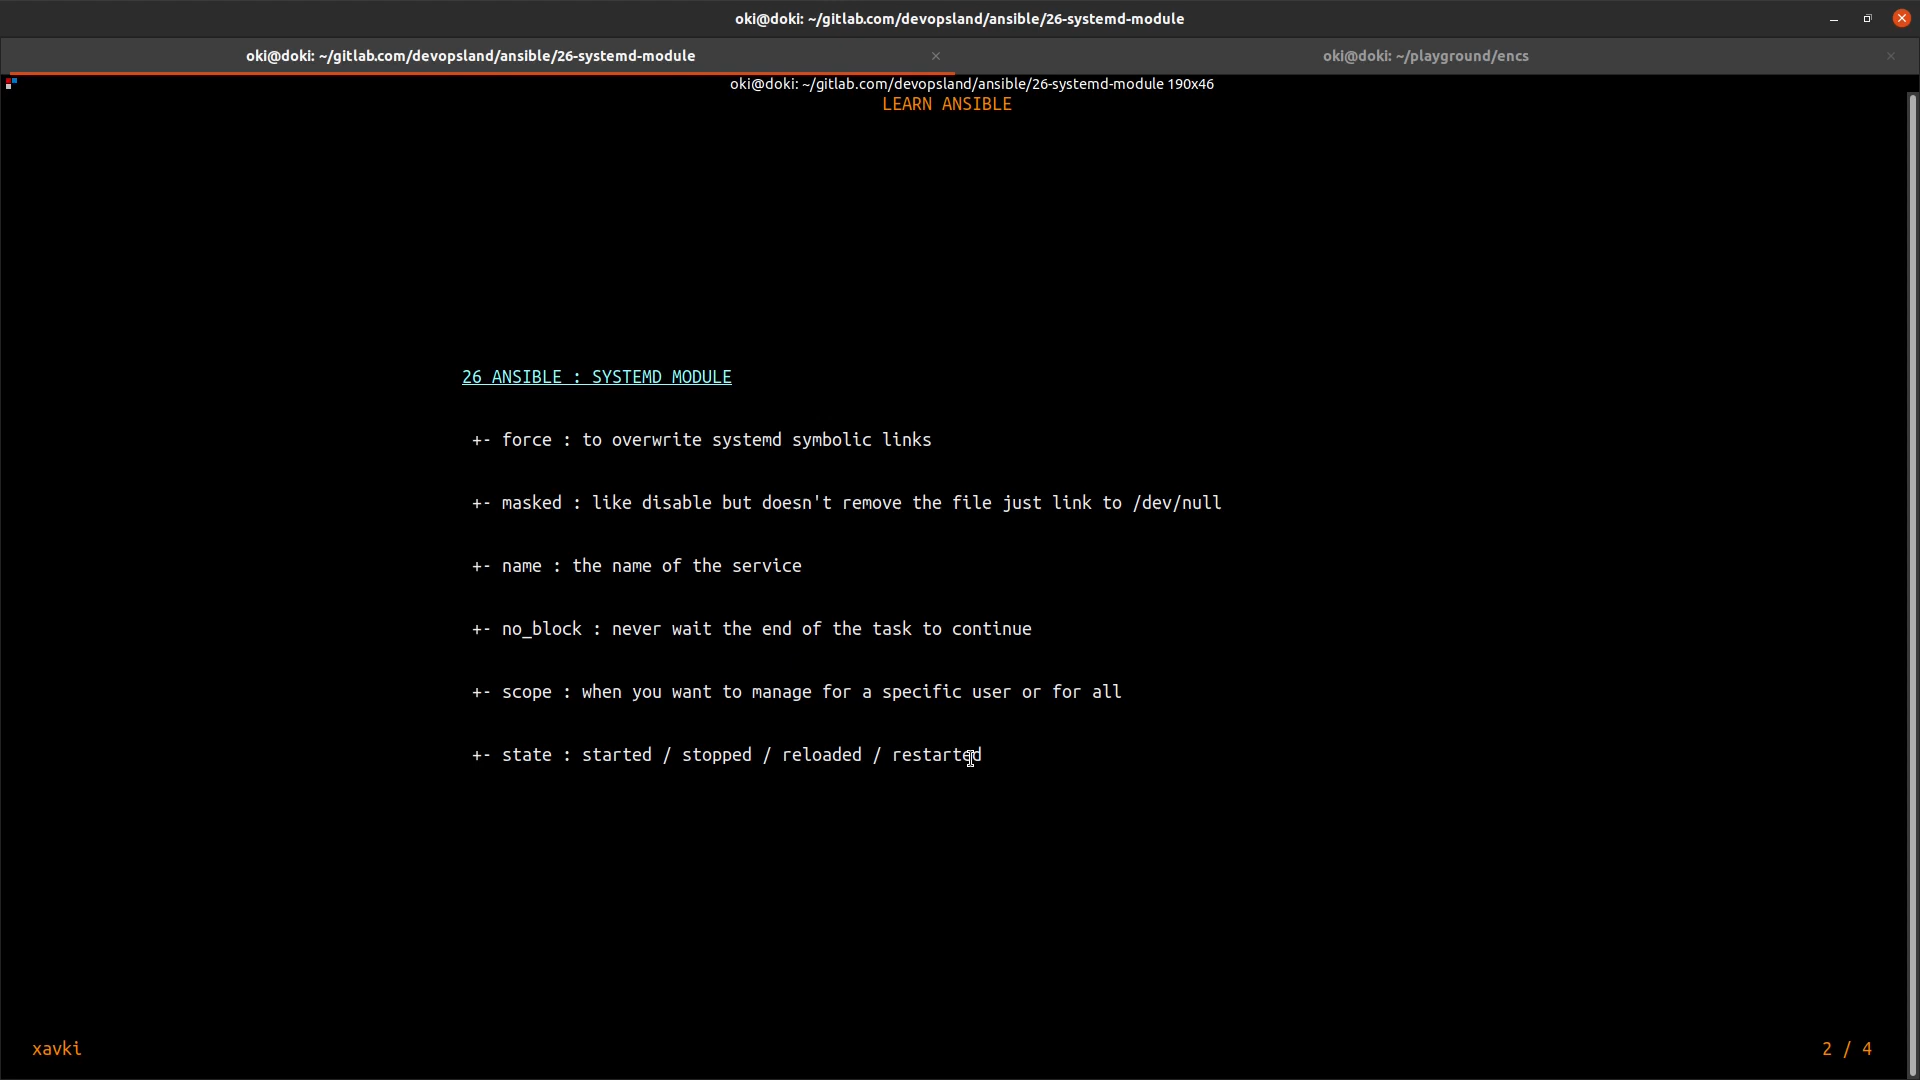 oki@doki: ~/gitlab.com/devopsland/ansible/26-systemd-module
oki@doki: ~/gitlab.com/devopsland/ansible/26-systemd-module
oki@doki: ~/playground/encs
oki@doki: ~/gitlab.com/devopsland/ansible/26-systemd-module 190x46
LEARN ANSIBLE
26 ANSIBLE : SYSTEMD MODULE
+- force : to overwrite systemd symbolic links
+- masked : like disable but doesn't remove the file just link to /dev/null
+- name : the name of the service
+- no_block : never wait the end of the task to continue
+- scope : when you want to manage for a specific user or for all
+- state : started / stopped / reloaded / restarted
xavki
2 / 4